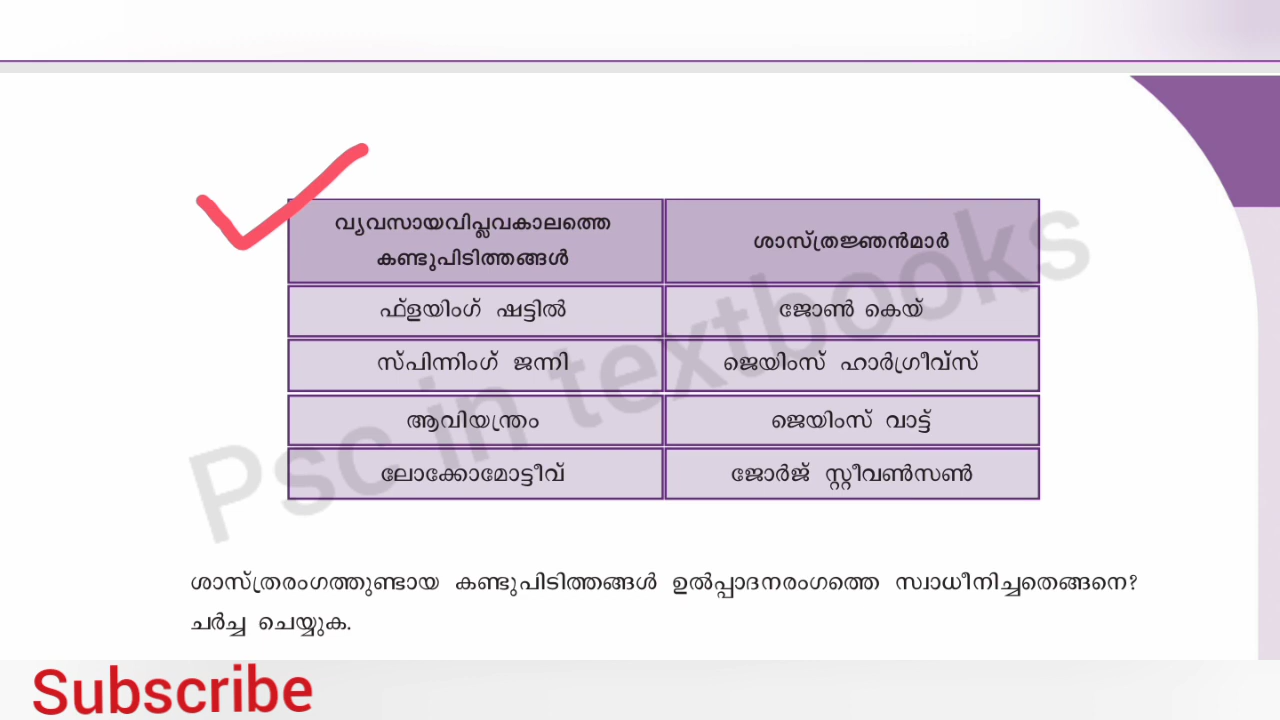 വ്യവസായവിപ്ലവകാലത്തെ
കണ്ടുപിടിത്തങ്ങൾ
ശാസ്ത്രജ്ഞൻമാർ
ഫ്ളയിംഗ് ഷട്ടിൽ ജോൺ കെയ്
സ്പിന്നിംഗ് ജന്നി ജെയിംസ് ഹാർഗ്രീവ്സ്
ആവിയന്ത്രം ജെയിംസ് വാട്ട്
ലോക്കോമോട്ടീവ് ജോർജ് സ്റ്റീവൺസൺ
Psc in textbooks
ശാസ്ത്രരംഗത്തുണ്ടായ കണ്ടുപിടിത്തങ്ങൾ ഉൽപ്പാദനരംഗത്തെ സ്വാധീനിച്ചതെങ്ങനെ?
ചർച്ച ചെയ്യുക.
Subscribe